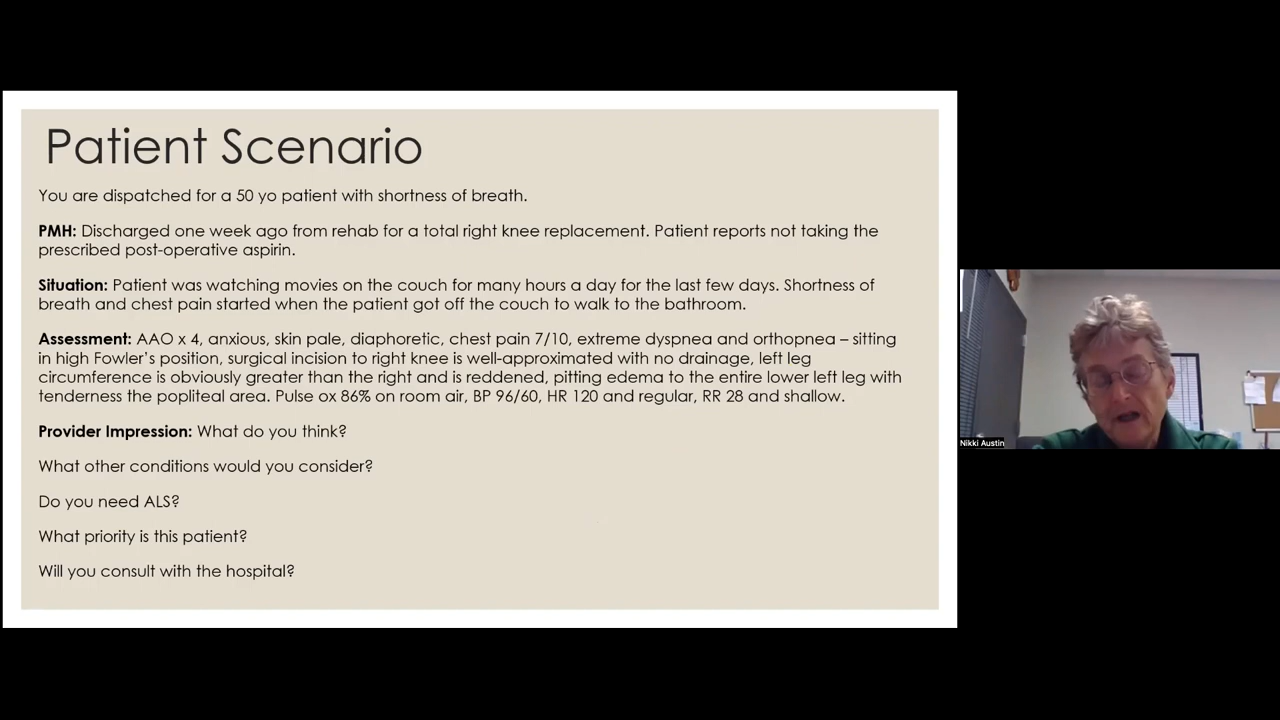 Patient Scenario
You are dispatched for a 50 yo patient with shortness of breath.
PMH: Discharged one week ago from rehab for a total right knee replacement. Patient reports not taking the
prescribed post-operative aspirin.
Situation: Patient was watching movies on the couch for many hours a day for the last few days. Shortness of
breath and chest pain started when the patient got off the couch to walk to the bathroom.
Assessment: AAO x 4, anxious, skin pale, diaphoretic, chest pain 7/10, extreme dyspnea and orthopnea – sitting
in high Fowler's position, surgical incision to right knee is well-approximated with no drainage, left leg
circumference is obviously greater than the right and is reddened, pitting edema to the entire lower left leg with
tenderness the popliteal area. Pulse ox 86% on room air, BP 96/60, HR 120 and regular, RR 28 and shallow.
Provider Impression: What do you think?
What other conditions would you consider?
Do you need ALS?
What priority is this patient?
Will you consult with the hospital?
Nikki Austin